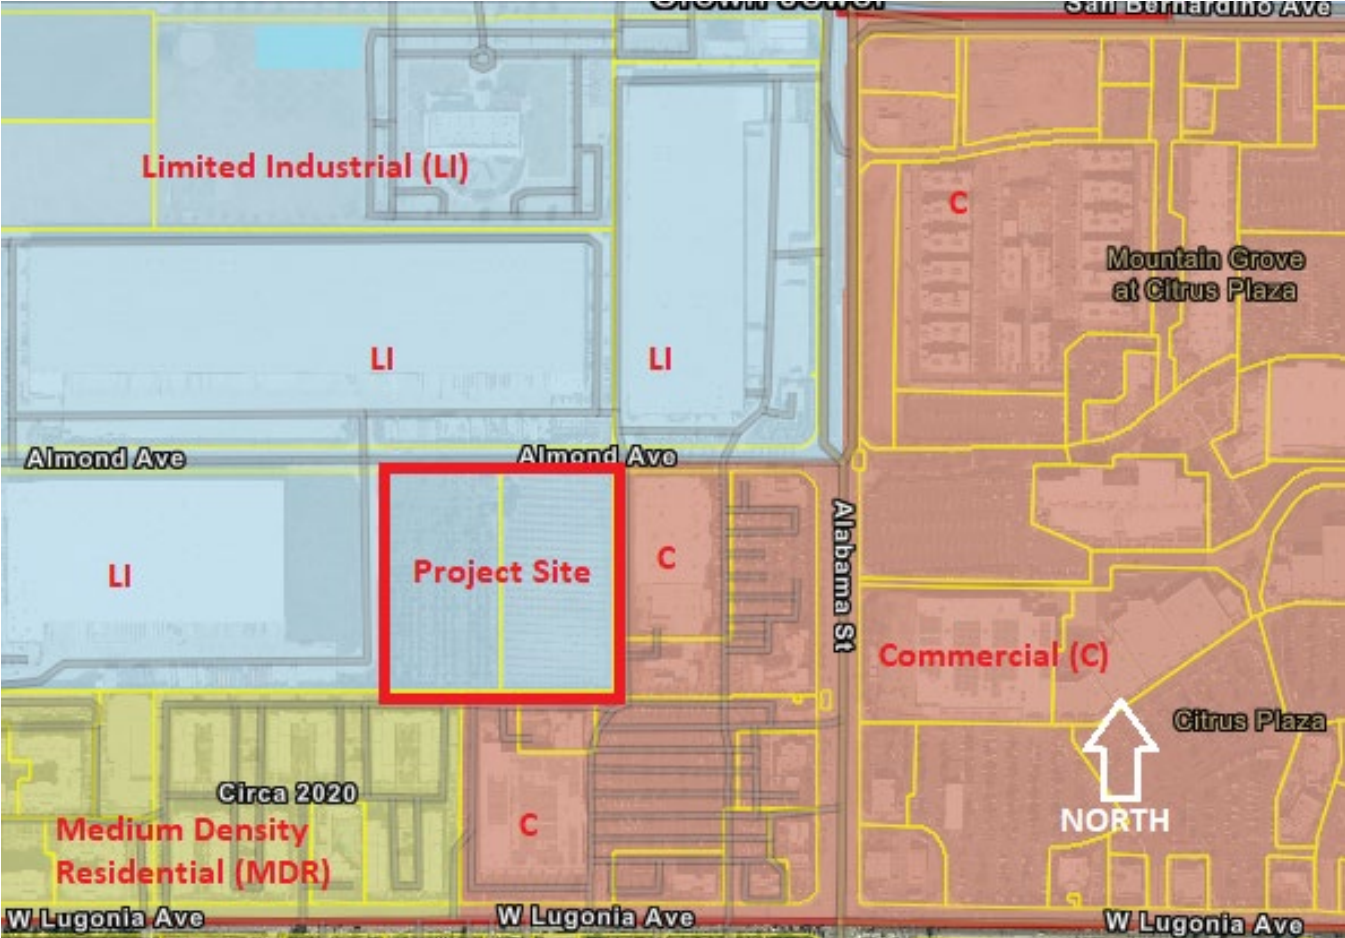 Crown Jewel
San Bernardino Ave
Limited Industrial (LI)
C
Mountain Grove
at Citrus Plaza
LI
LI
Almond Ave
Almond Ave
Alabama St
LI
Project Site
C
Commercial (C)
Citrus Plaza
Circa 2020
NORTH
Medium Density
Residential (MDR)
C
W Lugonia Ave
W Lugonia Ave
W Lugonia Ave